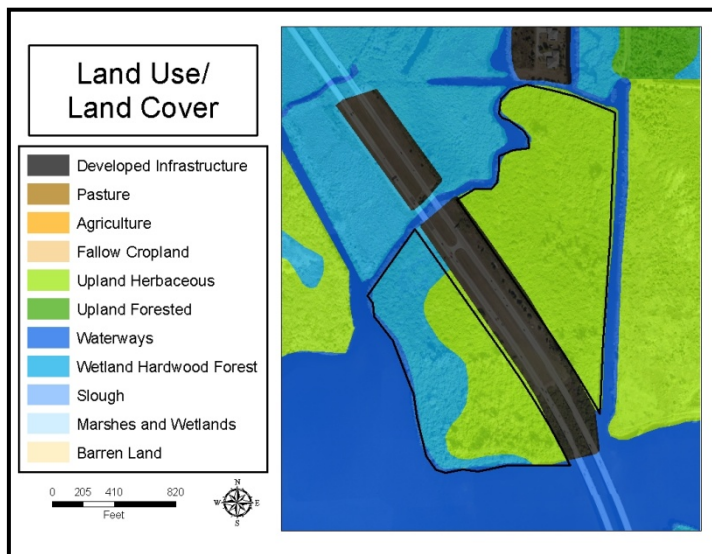 Land Use/
Land Cover
Developed Infrastructure
Pasture
Agriculture
Fallow Cropland
Upland Herbaceous
Upland Forested
Waterways
Wetland Hardwood Forest
Slough
Marshes and Wetlands
Barren Land
0 205 410 820
Feet
N
W E
S